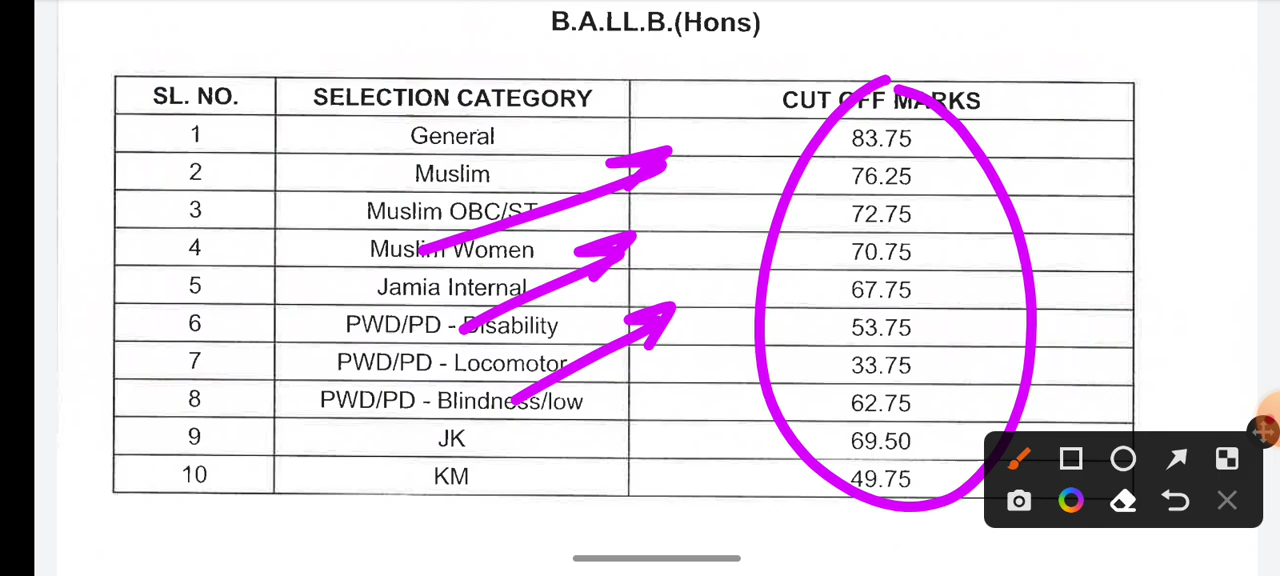 B.A.LL.B.(Hons)
SL. NO. SELECTION CATEGORY CUT OFF MARKS
1 General 83.75
2 Muslim 76.25
3 Muslim OBC/ST 72.75
4 Muslim Women 70.75
5 Jamia Internal 67.75
6 PWD/PD - Disability 53.75
7 PWD/PD - Locomotor 33.75
8 PWD/PD - Blindness/low 62.75
9 JK 69.50
10 KM 49.75